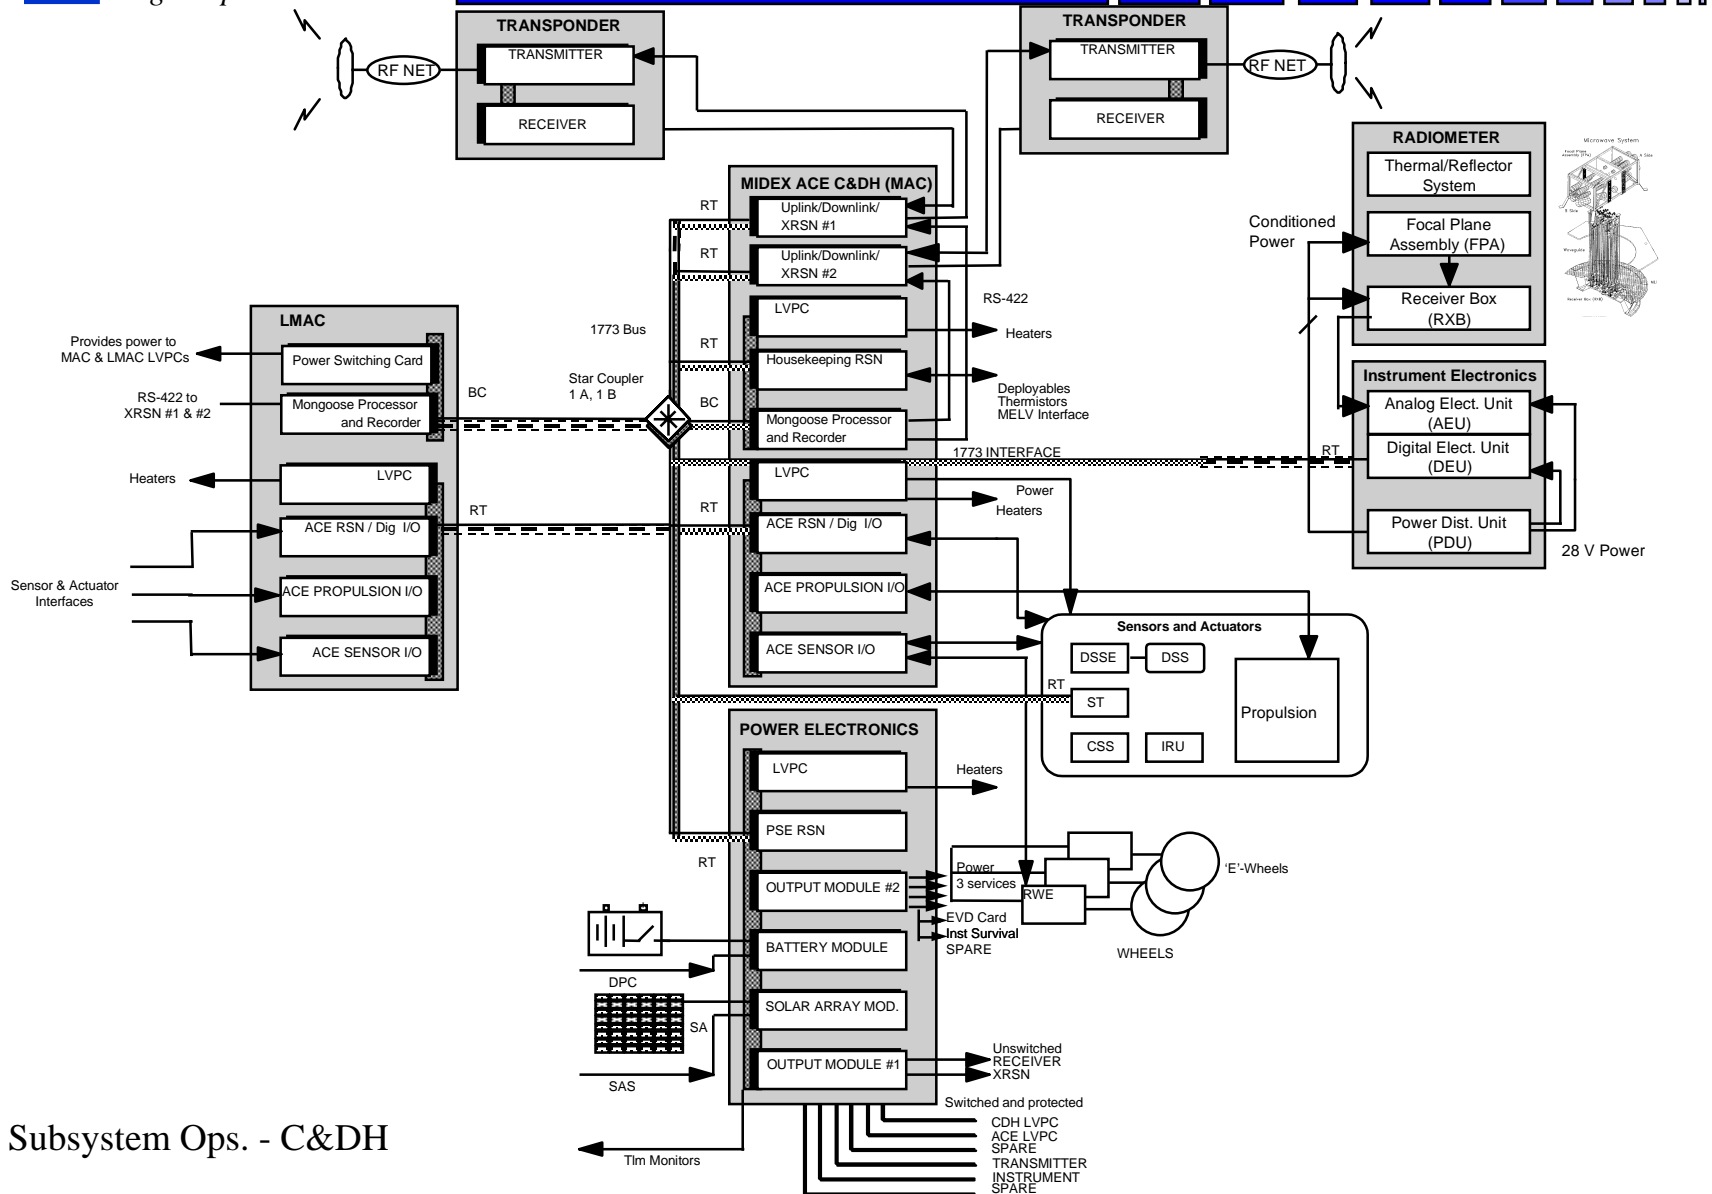 TRANSPONDER
TRANSMITTER
RF NET
RECEIVER
TRANSPONDER
TRANSMITTER
RF NET
RECEIVER
RADIOMETER
Thermal/Reflector
System
Focal Plane
Assembly (FPA)
Receiver Box
(RXB)
Conditioned
Power
Microwave System
Instrument Electronics
Analog Elect. Unit
(AEU)
Digital Elect. Unit
(DEU)
Power Dist. Unit
(PDU)
28 V Power
RT
MIDEX ACE C&DH (MAC)
RT
Uplink/Downlink/
XRSN #1
RT
Uplink/Downlink/
XRSN #2
LVPC
RS-422
Heaters
1773 Bus
RT
Housekeeping RSN
Deployables
Thermistors
MELV Interface
Star Coupler
1 A, 1 B
BC
Mongoose Processor
and Recorder
1773 INTERFACE
LVPC
Power
Heaters
RT
ACE RSN / Dig I/O
ACE PROPULSION I/O
ACE SENSOR I/O
LMAC
Provides power to
MAC & LMAC LVPCs
Power Switching Card
RS-422 to
XRSN #1 & #2
Mongoose Processor
and Recorder
BC
Heaters
LVPC
RT
ACE RSN / Dig I/O
Sensor & Actuator
Interfaces
ACE PROPULSION I/O
ACE SENSOR I/O
Sensors and Actuators
DSSE
DSS
RT
ST
Propulsion
CSS
IRU
POWER ELECTRONICS
LVPC
Heaters
PSE RSN
RT
OUTPUT MODULE #2
Power
3 services
RWE
'E'-Wheels
EVD Card
Inst Survival
SPARE
WHEELS
BATTERY MODULE
DPC
SOLAR ARRAY MOD.
SA
OUTPUT MODULE #1
SAS
Unswitched
RECEIVER
XRSN
Switched and protected
CDH LVPC
ACE LVPC
SPARE
TRANSMITTER
INSTRUMENT
SPARE
Tlm Monitors
Subsystem Ops. - C&DH